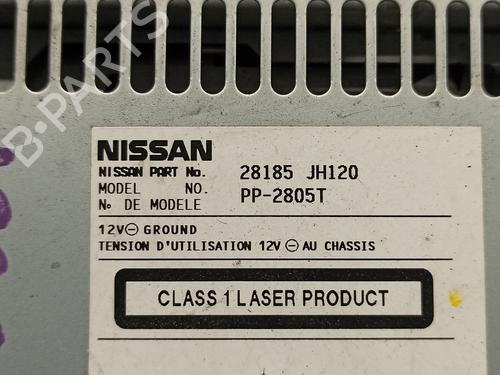 B-PARTS
NISSAN
NISSAN PART No. 28185 JH120
MODEL NO. PP-2805T
No DE MODELE
12V⊖ GROUND
TENSION D'UTILISATION 12V ⊖ AU CHASSIS
CLASS 1 LASER PRODUCT